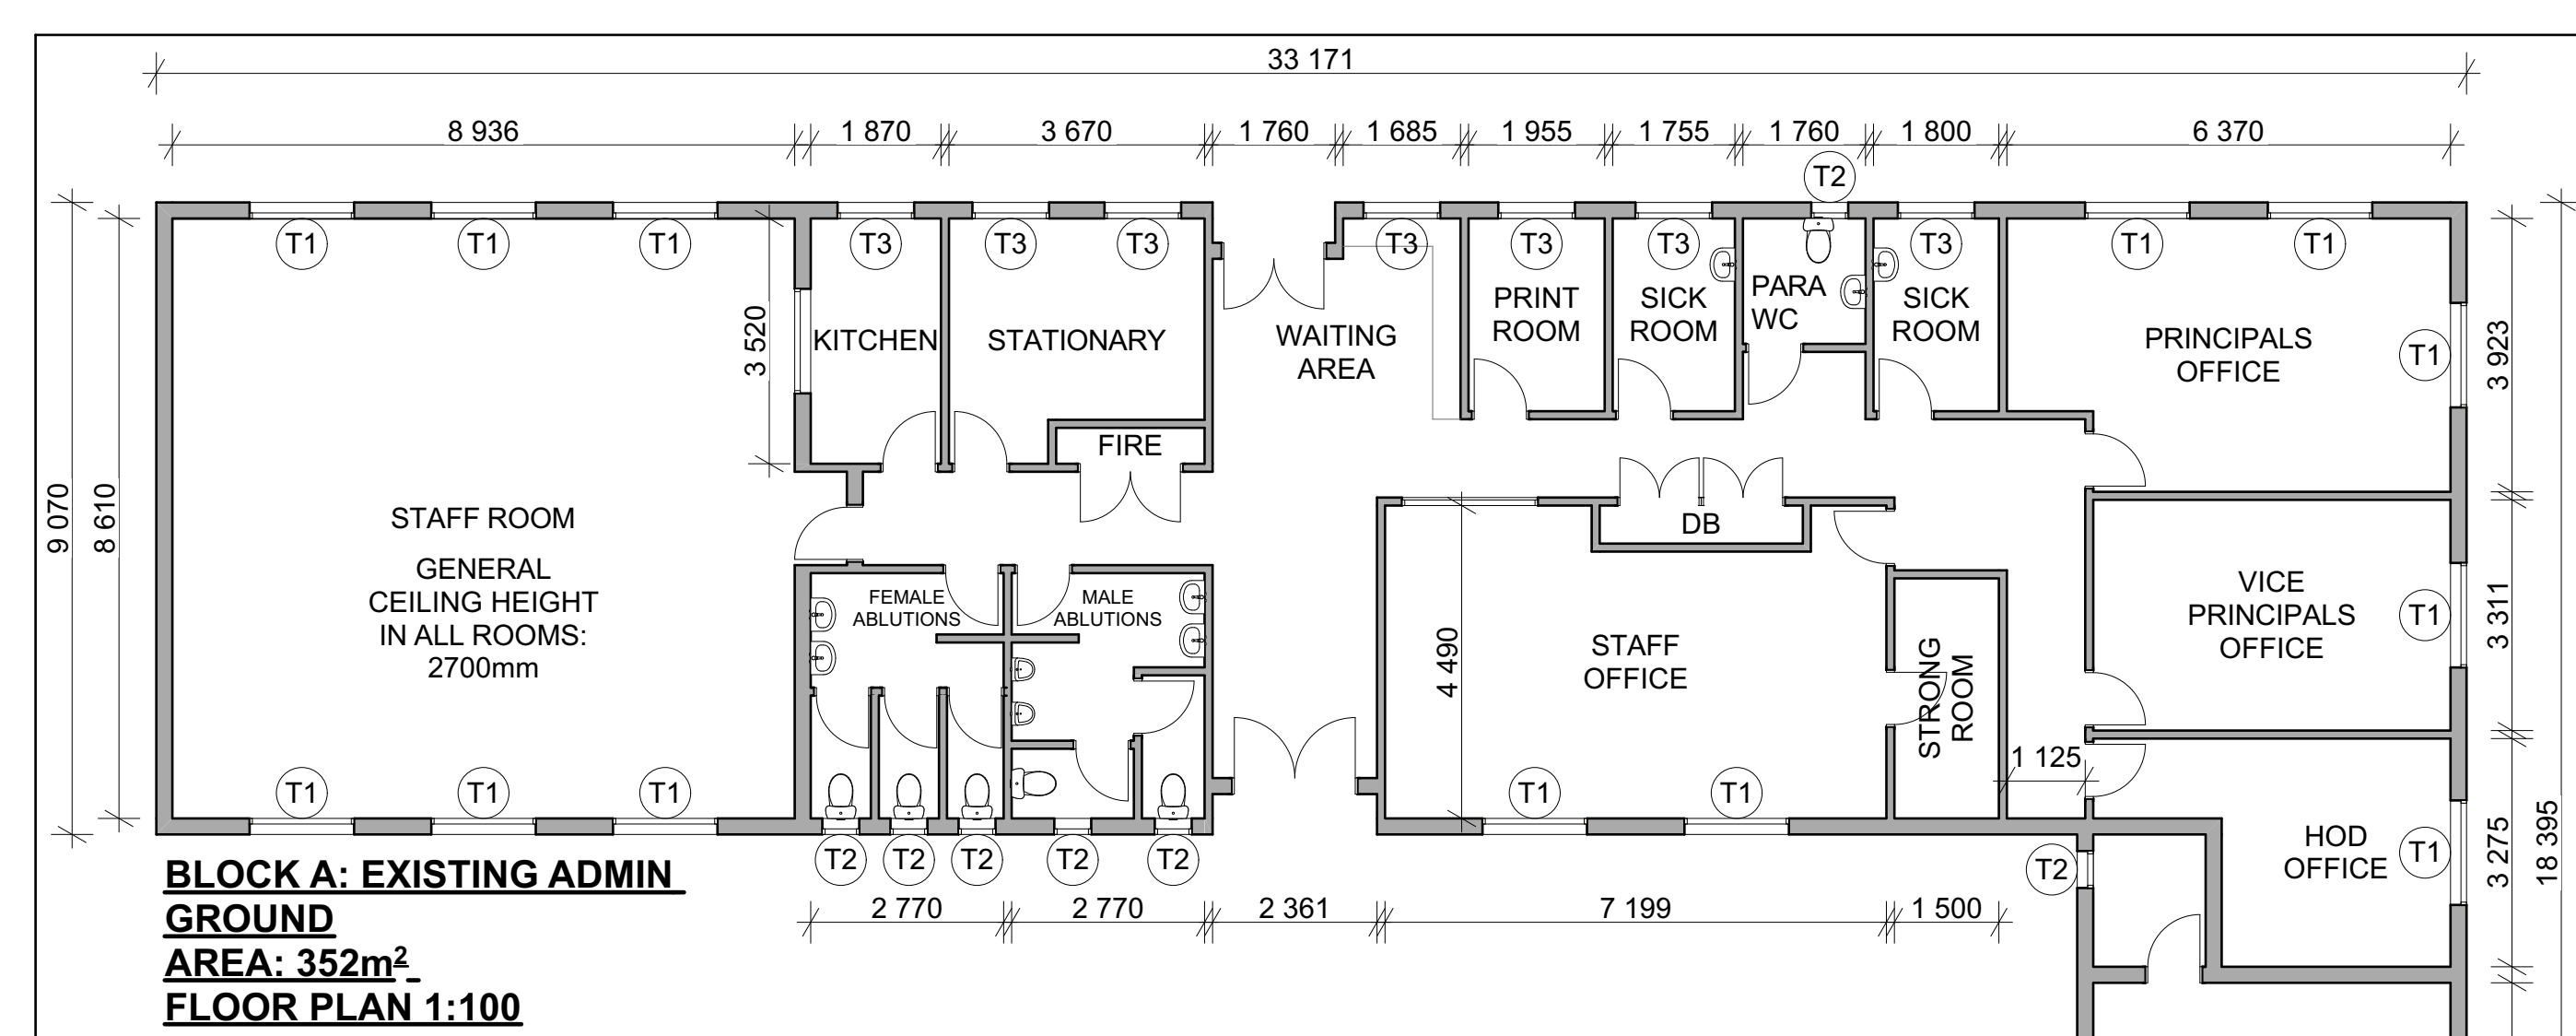 33 171
8 936
1 870
3 670
1 760
1 685
1 955
1 755
1 760
1 800
6 370
T2
T1
T1
T1
T3
T3
T3
T3
T3
T3
T3
T1
T1
KITCHEN
STATIONARY
WAITING
AREA
PRINT
ROOM
SICK
ROOM
PARA
WC
SICK
ROOM
PRINCIPALS
OFFICE
T1
3 923
3 520
FIRE
9 070
8 610
STAFF ROOM
GENERAL
CEILING HEIGHT
IN ALL ROOMS:
2700mm
FEMALE
ABLUTIONS
MALE
ABLUTIONS
DB
4 490
STAFF
OFFICE
STRONG
ROOM
1 125
VICE
PRINCIPALS
OFFICE
T1
3 311
T1
T1
T1
T1
T1
T2
T2
T2
T2
T2
T2
HOD
OFFICE
T1
3 275
18 395
2 770
2 770
2 361
7 199
1 500
BLOCK A: EXISTING ADMIN
GROUND
AREA: 352m²
FLOOR PLAN 1:100